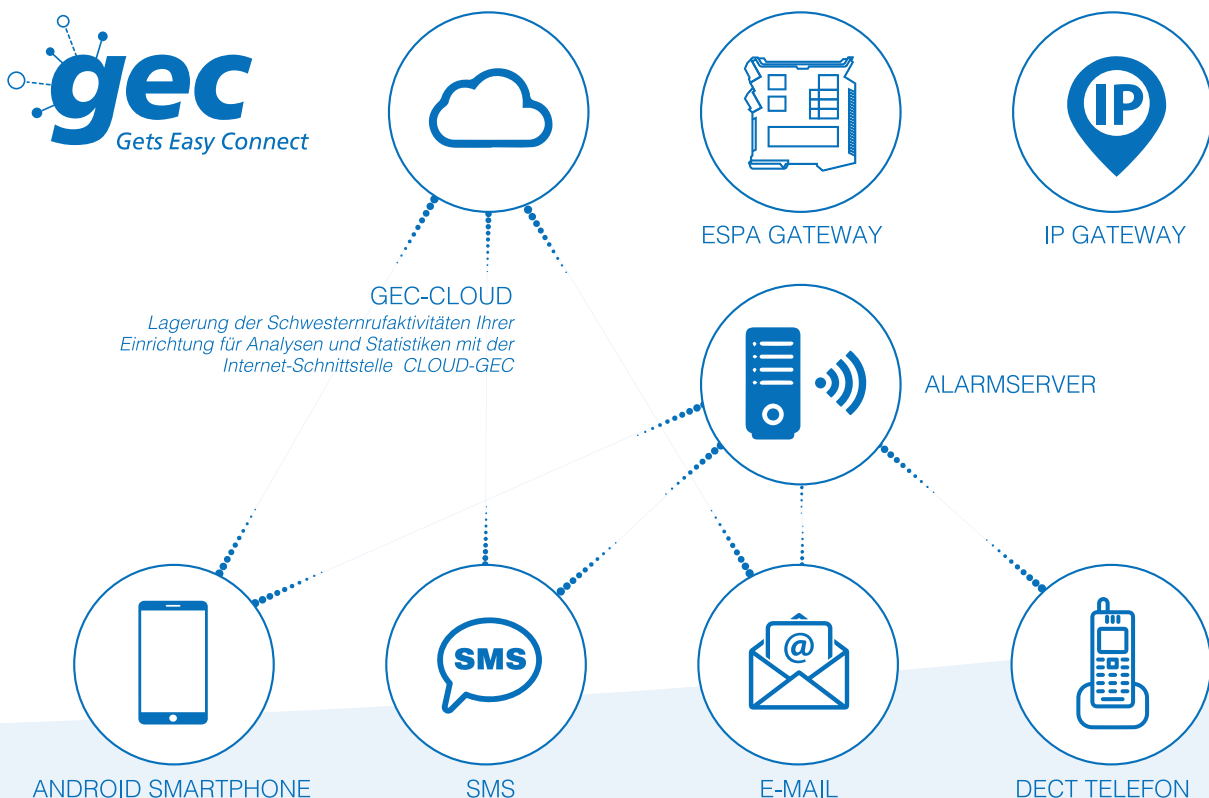 gec
Gets Easy Connect
IP
ESPA GATEWAY
IP GATEWAY
GEC-CLOUD
Lagerung der Schwesternrufaktivitäten Ihrer
Einrichtung für Analysen und Statistiken mit der
Internet-Schnittstelle CLOUD-GEC
ALARMSERVER
SMS
@
ANDROID SMARTPHONE
SMS
E-MAIL
DECT TELEFON